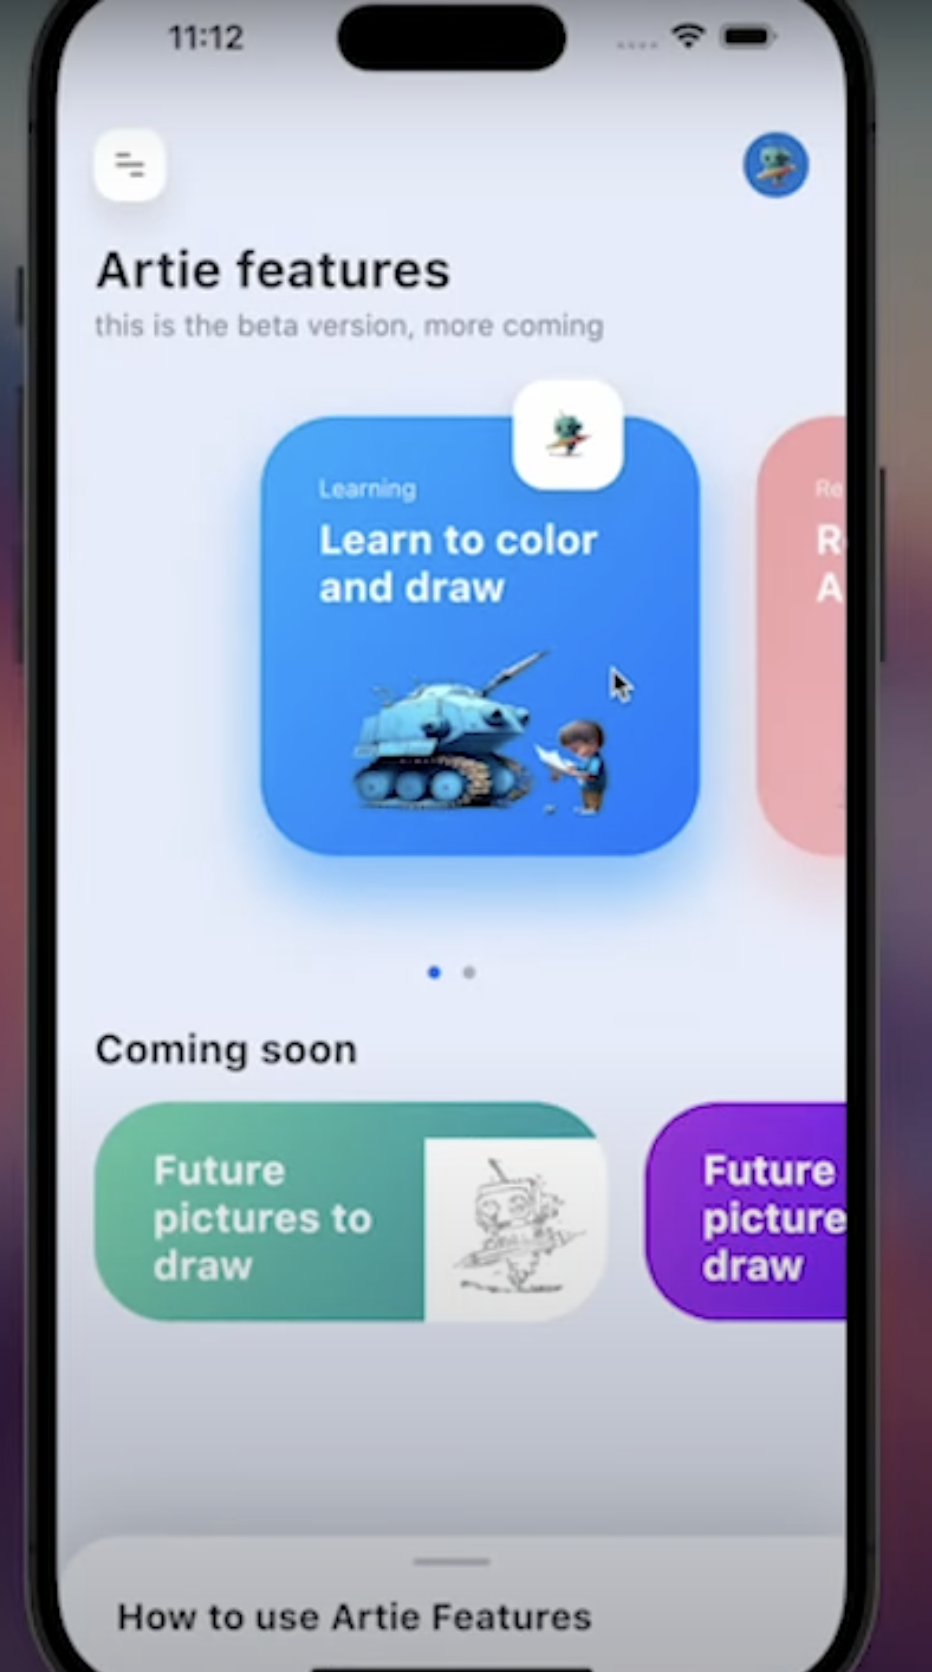 11:12
Artie features
this is the beta version, more coming
Learning
Learn to color
and draw
Re
A
Coming soon
Future
pictures to
draw
Future
picture
draw
How to use Artie Features